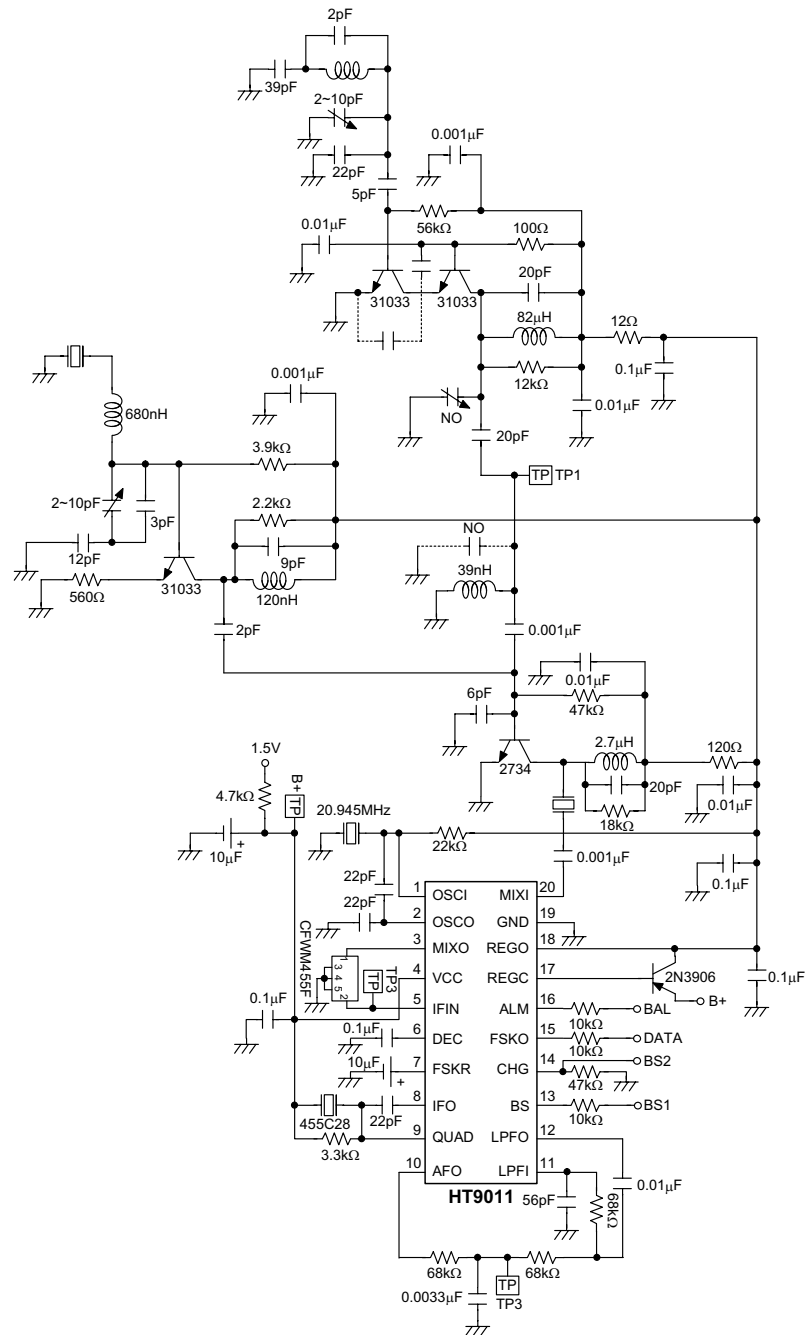 2pF
39pF
2~10pF
0.001µF
22pF
5pF
56kΩ
0.01µF
100Ω
20pF
31033
31033
82µH
12Ω
0.1µF
12kΩ
0.01µF
NO
20pF
680nH
0.001µF
3.9kΩ
TP TP1
2~10pF
3pF
2.2kΩ
NO
12pF
9pF
39nH
560Ω
31033
120nH
2pF
0.001µF
0.01µF
6pF
47kΩ
1.5V
2.7µH
120Ω
B+
TP
2734
20pF
4.7kΩ
20.945MHz
18kΩ
0.01µF
10µF
+
22kΩ
0.001µF
0.1µF
22pF
22pF
1 OSCI MIXI 20
2 OSCO GND 19
3 MIXO REGO 18
4 VCC REGC 17
5 IFIN ALM 16
6 DEC FSKO 15
7 FSKR CHG 14
8 IFO BS 13
9 QUAD LPFO 12
10 AFO LPFI 11
HT9011
CFWM455F
1
3 4 5
2
TP3
TP
2N3906
B+
0.1µF
0.1µF
0.1µF
10µF
+
10kΩ
BAL
10kΩ
DATA
BS2
47kΩ
10kΩ
BS1
455C28
22pF
3.3kΩ
0.01µF
56pF
68kΩ
68kΩ
68kΩ
TP
TP3
0.0033µF